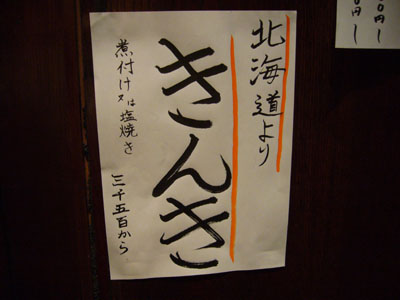 北海道より
きんき
煮付け又は塩焼き
三千五百から